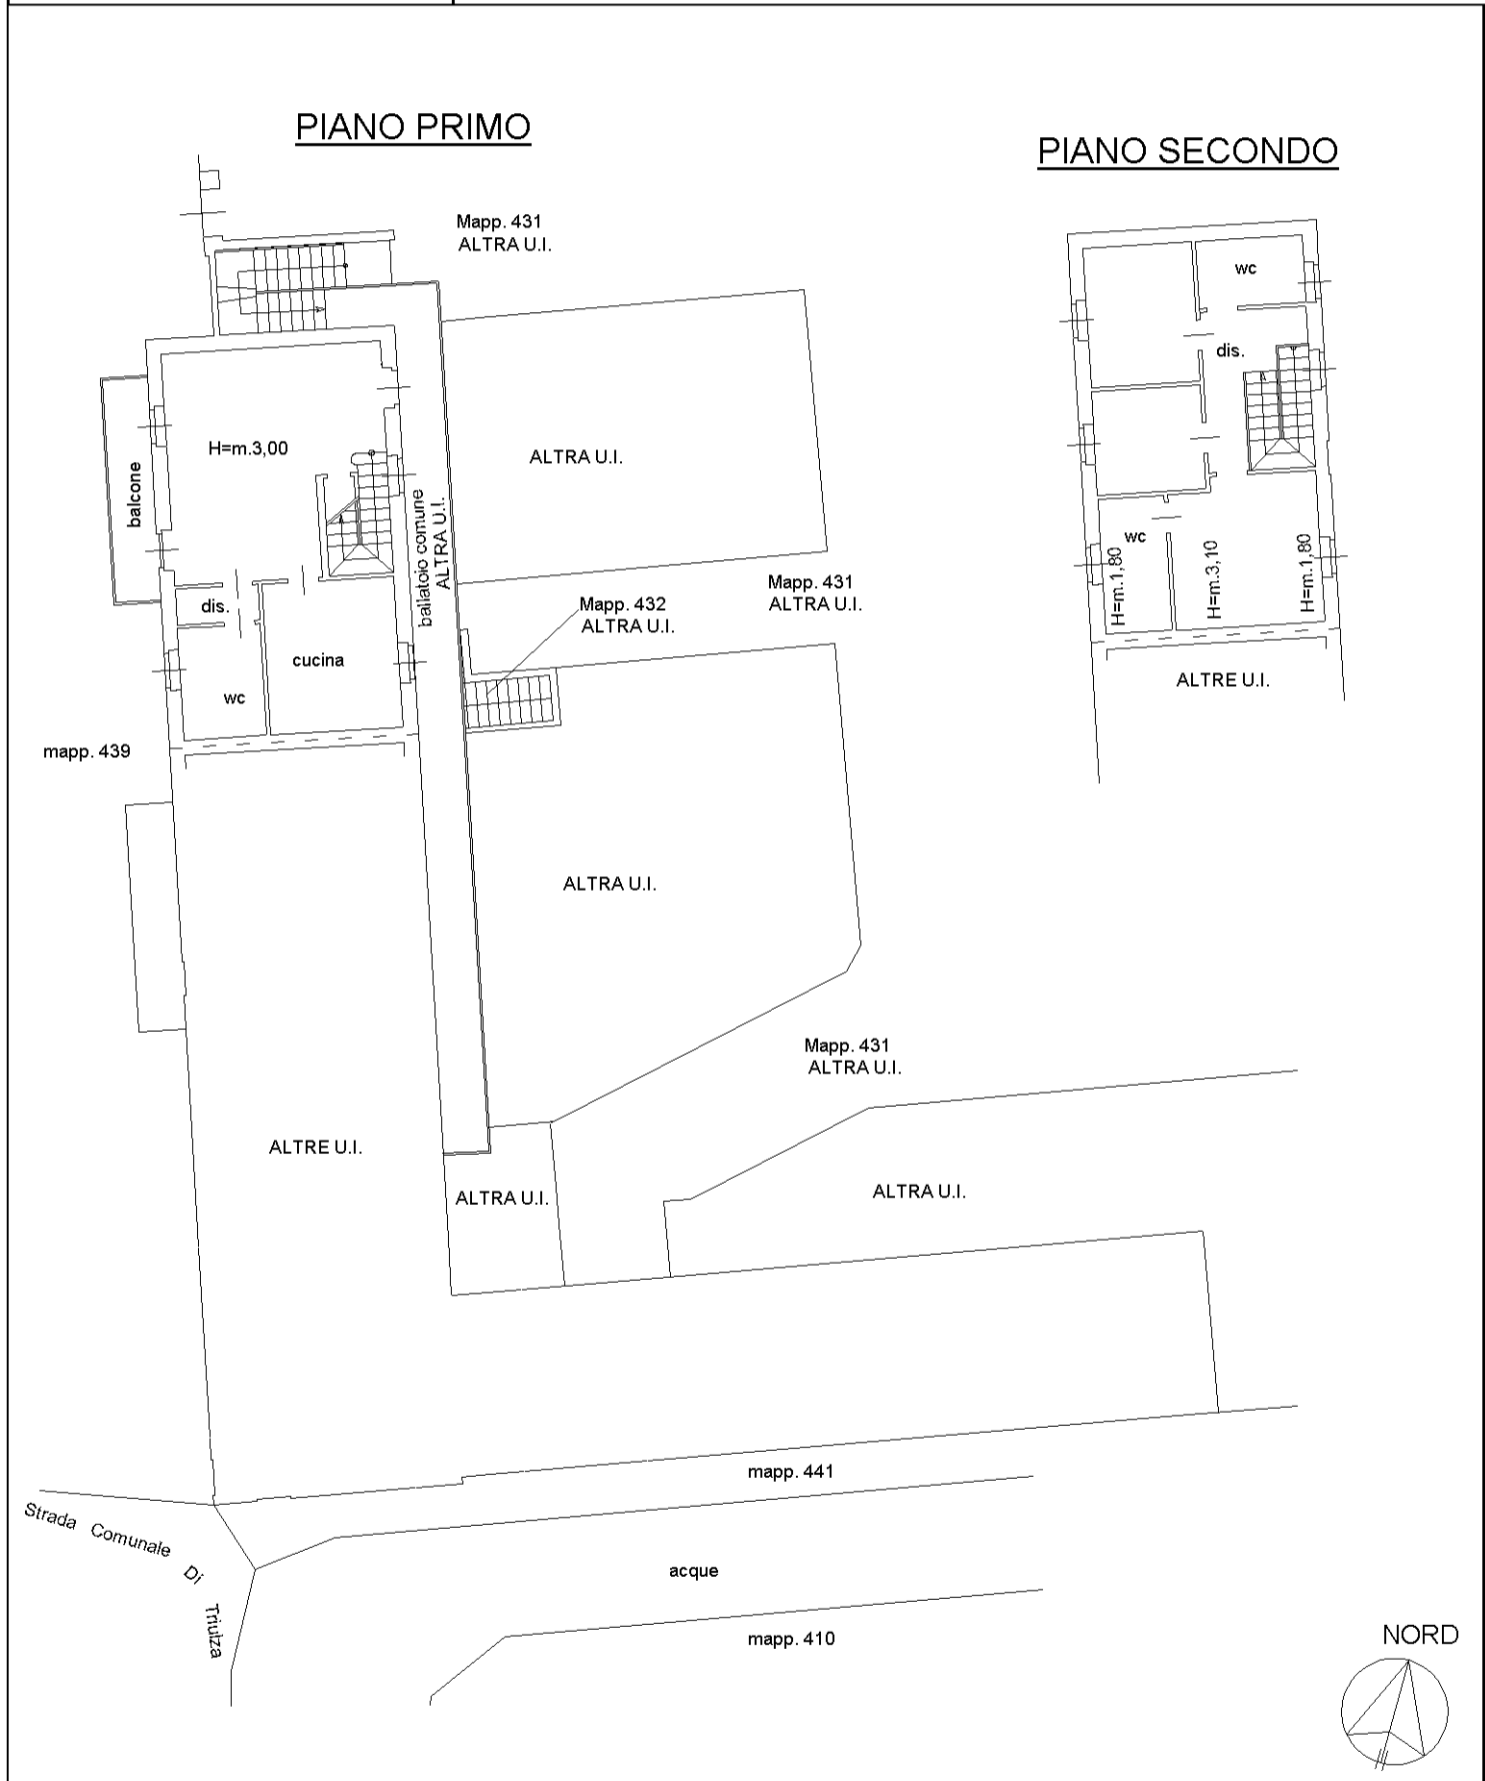 PIANO PRIMO
PIANO SECONDO
Mapp. 431
ALTRA U.I.
wc
dis.
H=m.3,00
ALTRA U.I.
balcone
ballatoio comune
ALTRA U.I.
wc
H=m.1,80
H=m.3,10
H=m.1,80
Mapp. 431
ALTRA U.I.
Mapp. 432
ALTRA U.I.
dis.
cucina
wc
ALTRE U.I.
mapp. 439
ALTRA U.I.
Mapp. 431
ALTRA U.I.
ALTRE U.I.
ALTRA U.I.
ALTRA U.I.
mapp. 441
Strada Comunale Di Triulza
acque
mapp. 410
NORD